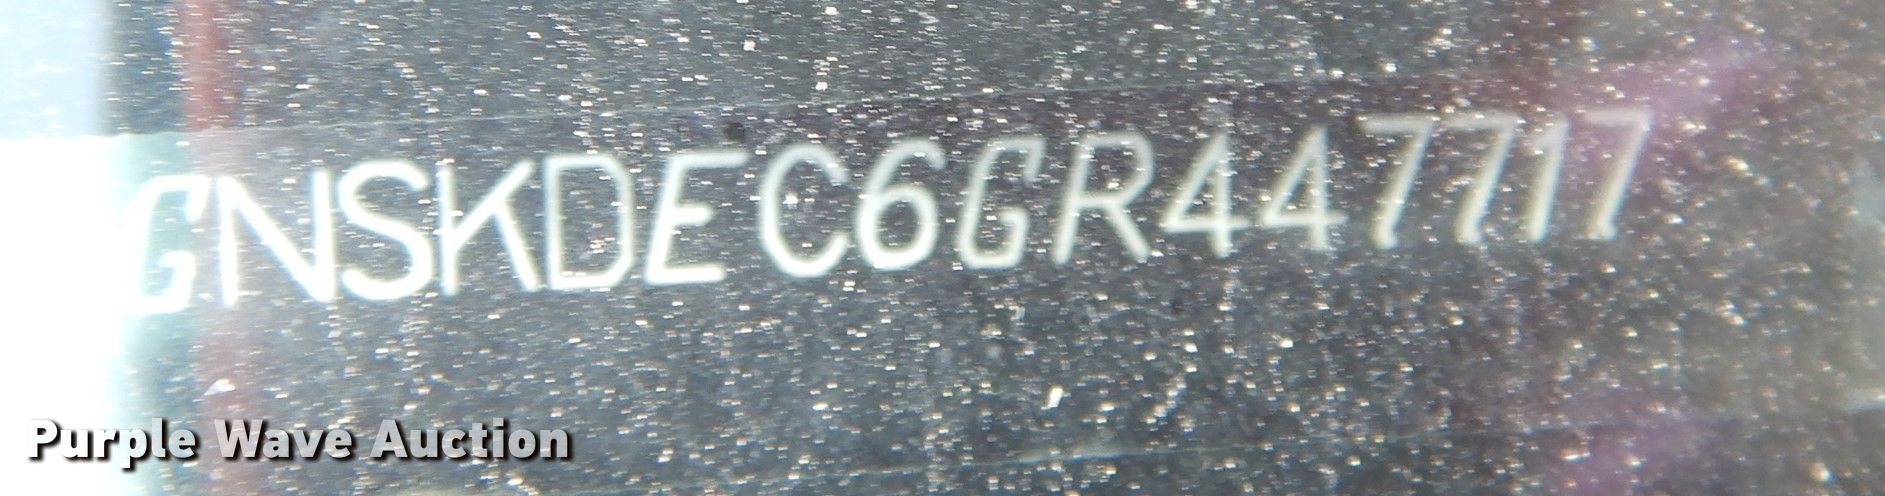 GNSKDEC6GR447717
Purple Wave Auction